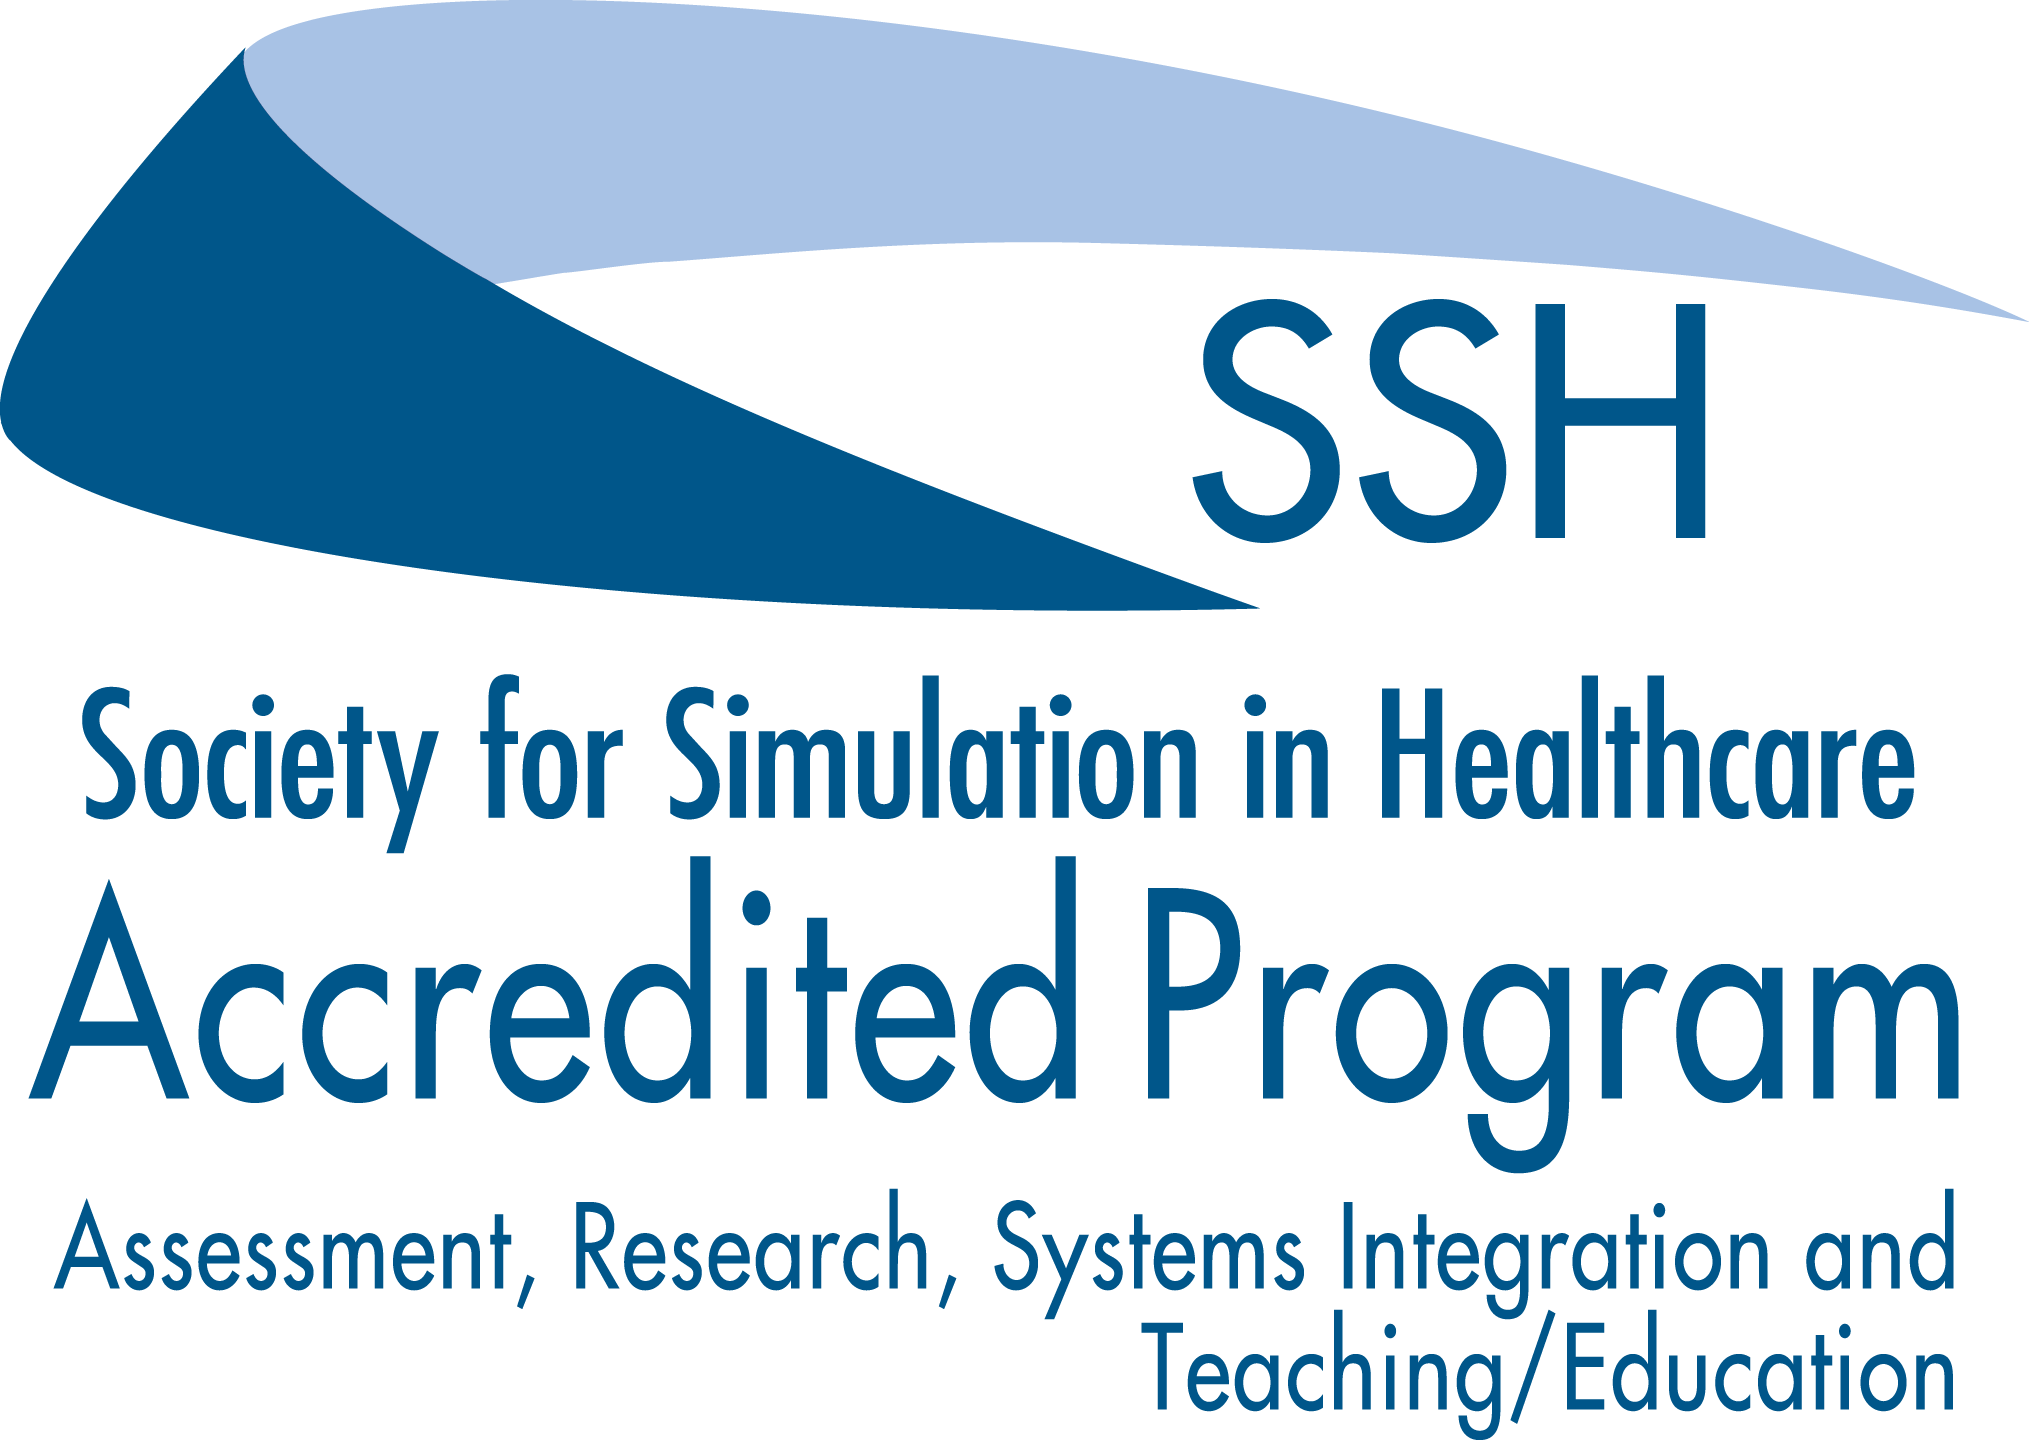 SSH
Society for Simulation in Healthcare
Accredited Program
Assessment, Research, Systems Integration and
Teaching/Education